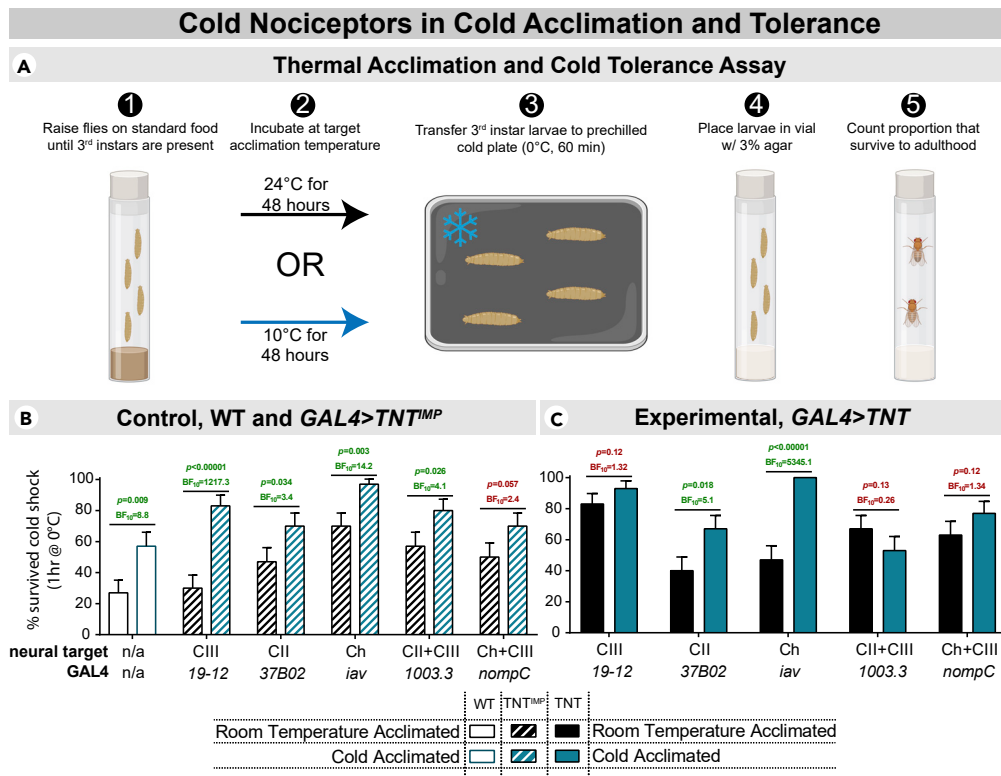 Cold Nociceptors in Cold Acclimation and Tolerance
A
Thermal Acclimation and Cold Tolerance Assay
1
Raise flies on standard food
until 3rd instars are present
2
Incubate at target
acclimation temperature
24°C for
48 hours
OR
10°C for
48 hours
3
Transfer 3rd instar larvae to prechilled
cold plate (0°C, 60 min)
4
Place larvae in vial
w/ 3% agar
5
Count proportion that
survive to adulthood
B
Control, WT and GAL4>TNTIMP
% survived cold shock
(1hr @ 0°C)
100
80
60
40
20
0
p=0.009
BF10=8.8
p<0.00001
BF10=1217.3
p=0.034
BF10=3.4
p=0.003
BF10=14.2
p=0.026
BF10=4.1
p=0.057
BF10=2.4
neural target n/a CIII CII Ch CII+CIII Ch+CIII
GAL4 n/a 19-12 37B02 iav 1003.3 nompC
C
Experimental, GAL4>TNT
100
80
60
40
20
0
p=0.12
BF10=1.32
p=0.018
BF10=5.1
p<0.00001
BF10=5345.1
p=0.13
BF10=0.26
p=0.12
BF10=1.34
CIII CII Ch CII+CIII Ch+CIII
19-12 37B02 iav 1003.3 nompC
WT TNTIMP TNT
Room Temperature Acclimated Room Temperature Acclimated
Cold Acclimated Cold Acclimated